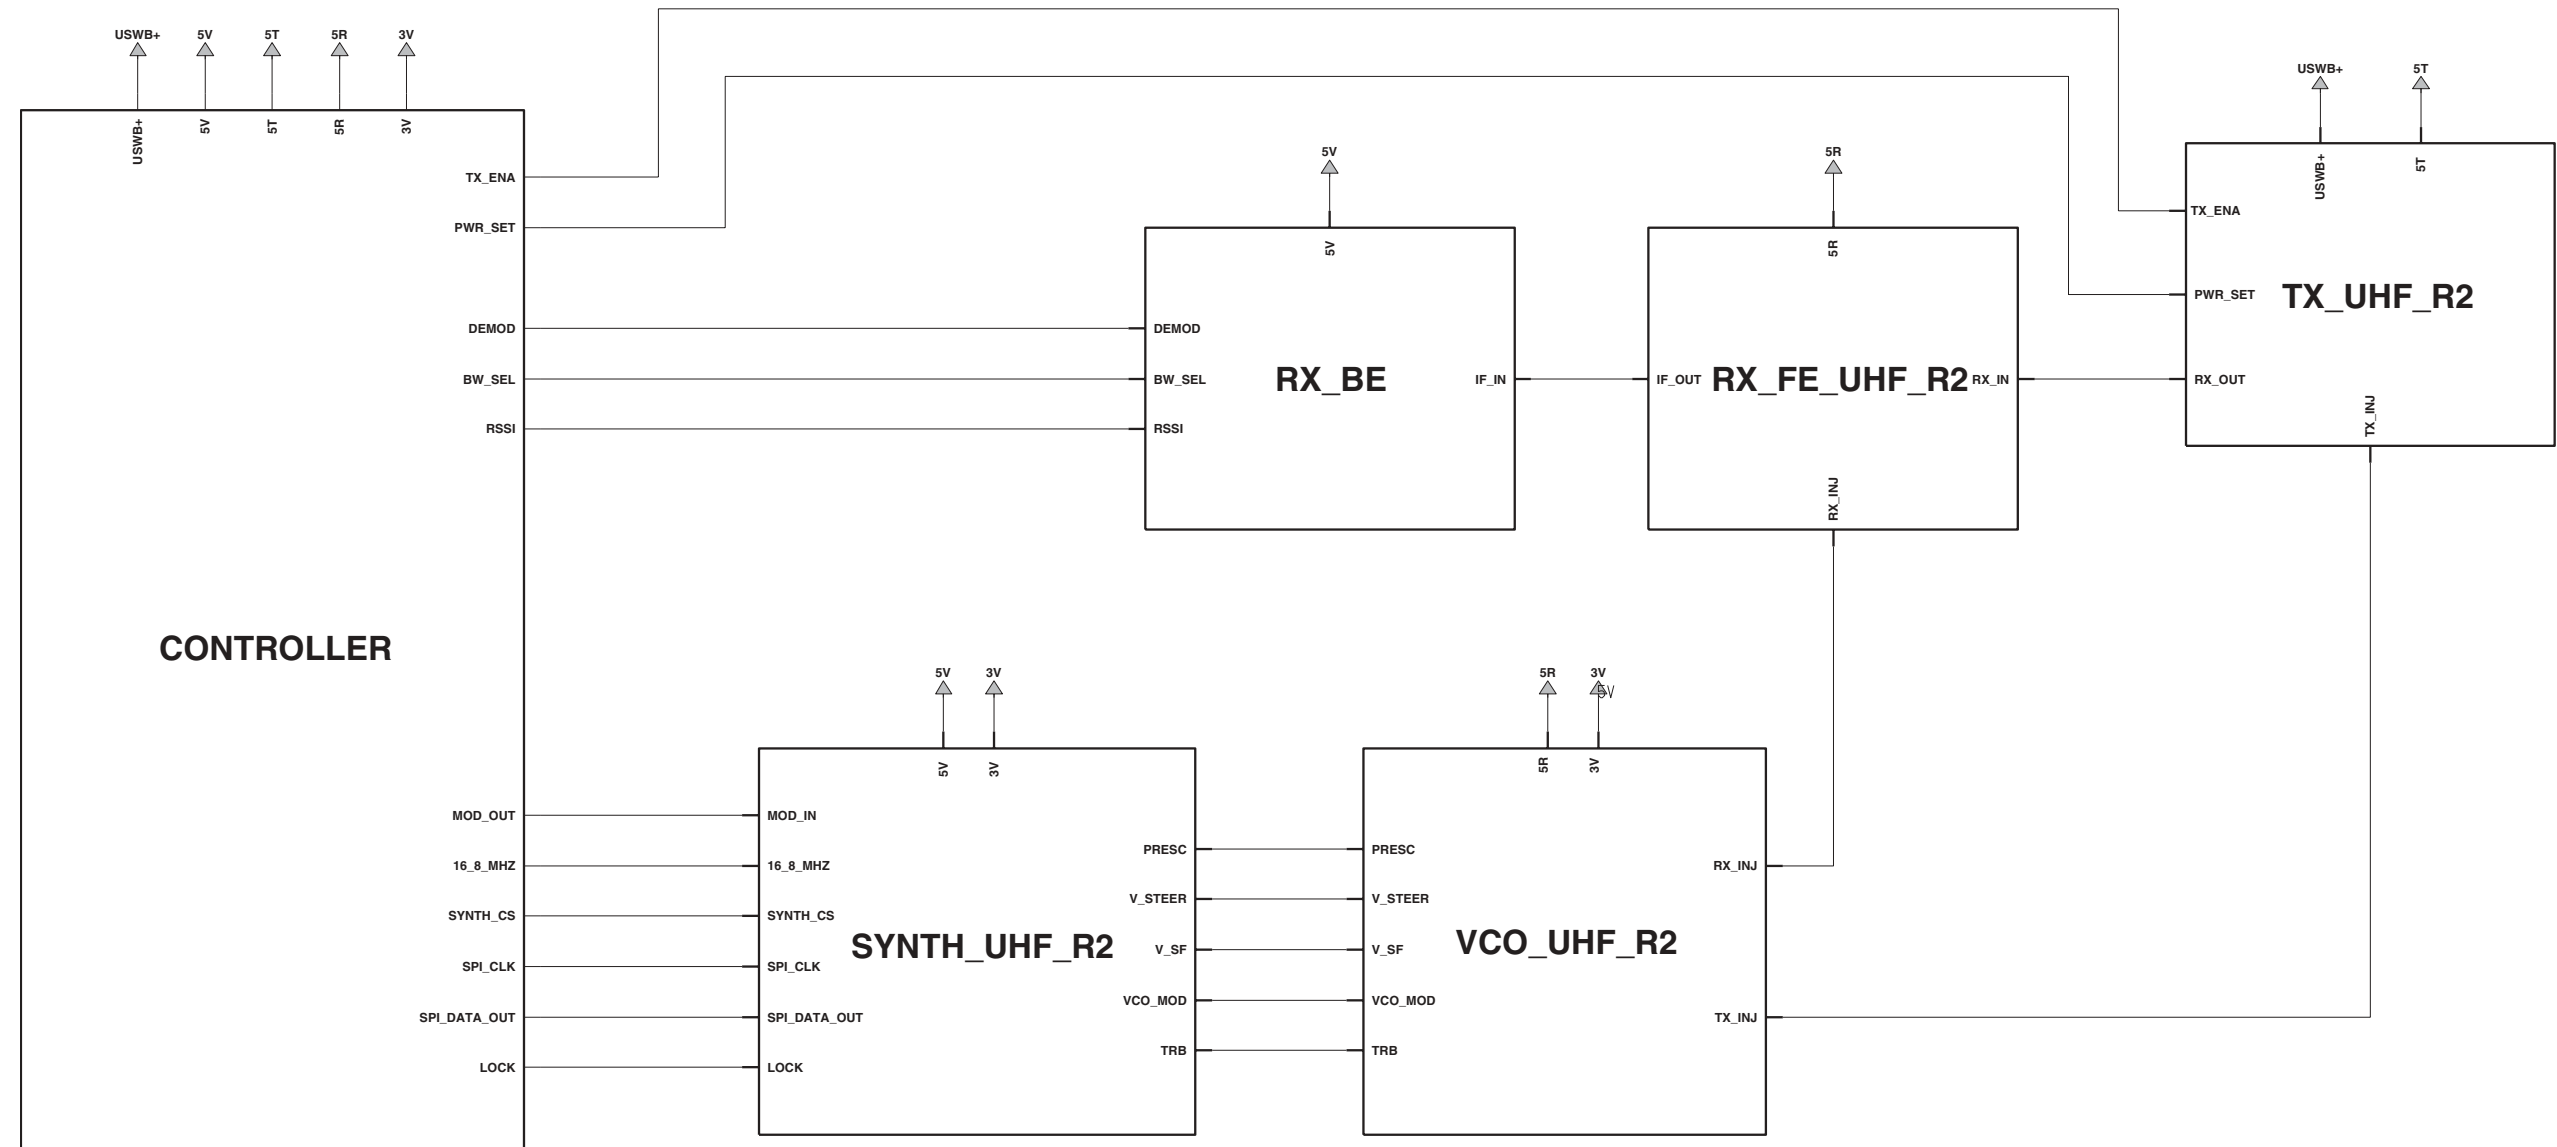 USWB+ 5V 5T 5R 3V
USWB+ 5V 5T 5R 3V
TX_ENA
PWR_SET
DEMOD
BW_SEL
RSSI
CONTROLLER
MOD_OUT
16_8_MHZ
SYNTH_CS
SPI_CLK
SPI_DATA_OUT
LOCK
5V
5V
DEMOD
BW_SEL
RSSI
RX_BE
IF_IN
5R
5R
IF_OUT
RX_FE_UHF_R2
RX_IN
RX_INJ
USWB+ 5T
USWB+ 5T
TX_ENA
PWR_SET
TX_UHF_R2
RX_OUT
TX_INJ
5V 3V
5V 3V
MOD_IN
16_8_MHZ
SYNTH_CS
SPI_CLK
SPI_DATA_OUT
LOCK
SYNTH_UHF_R2
PRESC
V_STEER
V_SF
VCO_MOD
TRB
5R 3V
5V
5R 3V
PRESC
V_STEER
V_SF
VCO_MOD
TRB
VCO_UHF_R2
RX_INJ
TX_INJ